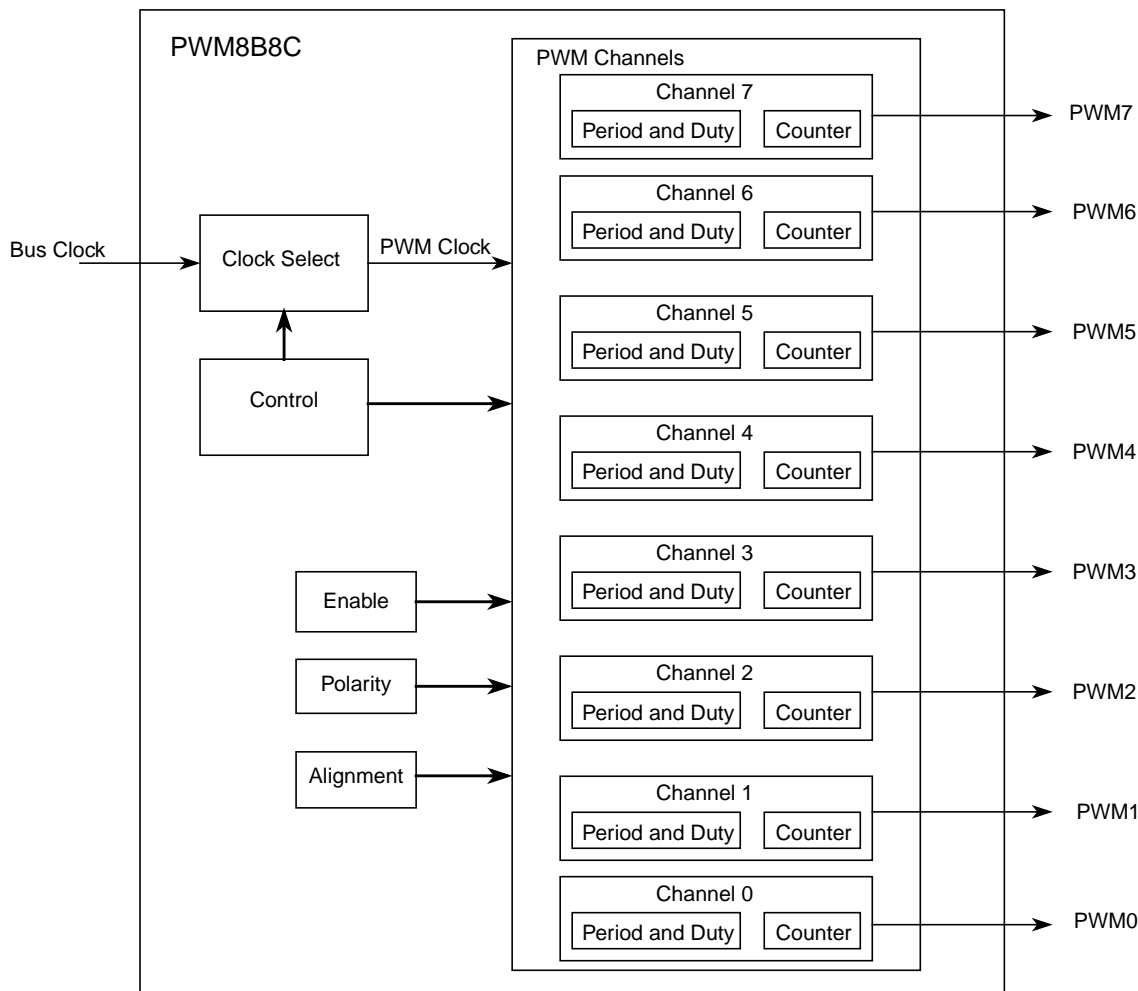 PWM8B8C
PWM Channels
Channel 7
Period and Duty
Counter
PWM7
Channel 6
Period and Duty
Counter
PWM6
Bus Clock
Clock Select
PWM Clock
Channel 5
Period and Duty
Counter
PWM5
Control
Channel 4
Period and Duty
Counter
PWM4
Channel 3
Period and Duty
Counter
PWM3
Enable
Polarity
Channel 2
Period and Duty
Counter
PWM2
Alignment
Channel 1
Period and Duty
Counter
PWM1
Channel 0
Period and Duty
Counter
PWM0